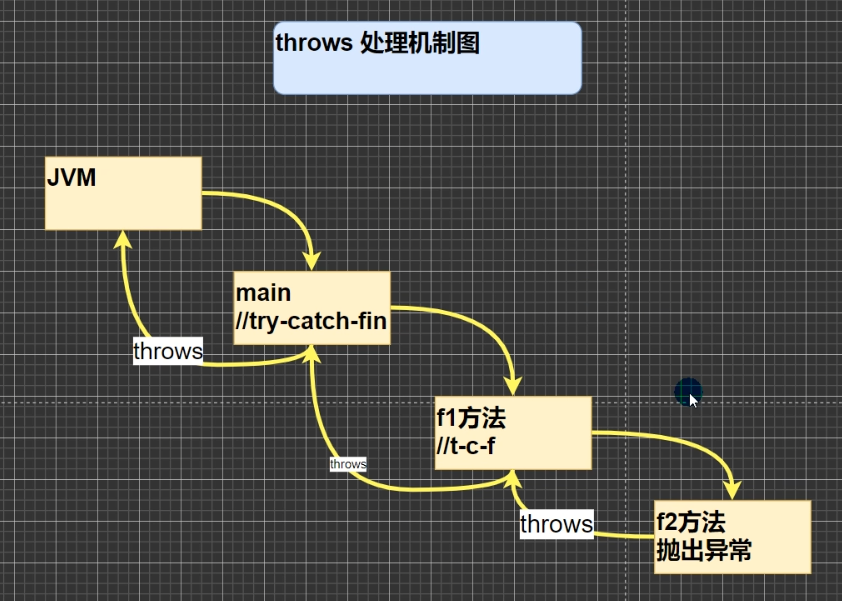 throws 处理机制图
JVM
main
//try-catch-fin
throws
f1方法
//t-c-f
throws
f2方法
抛出异常
throws